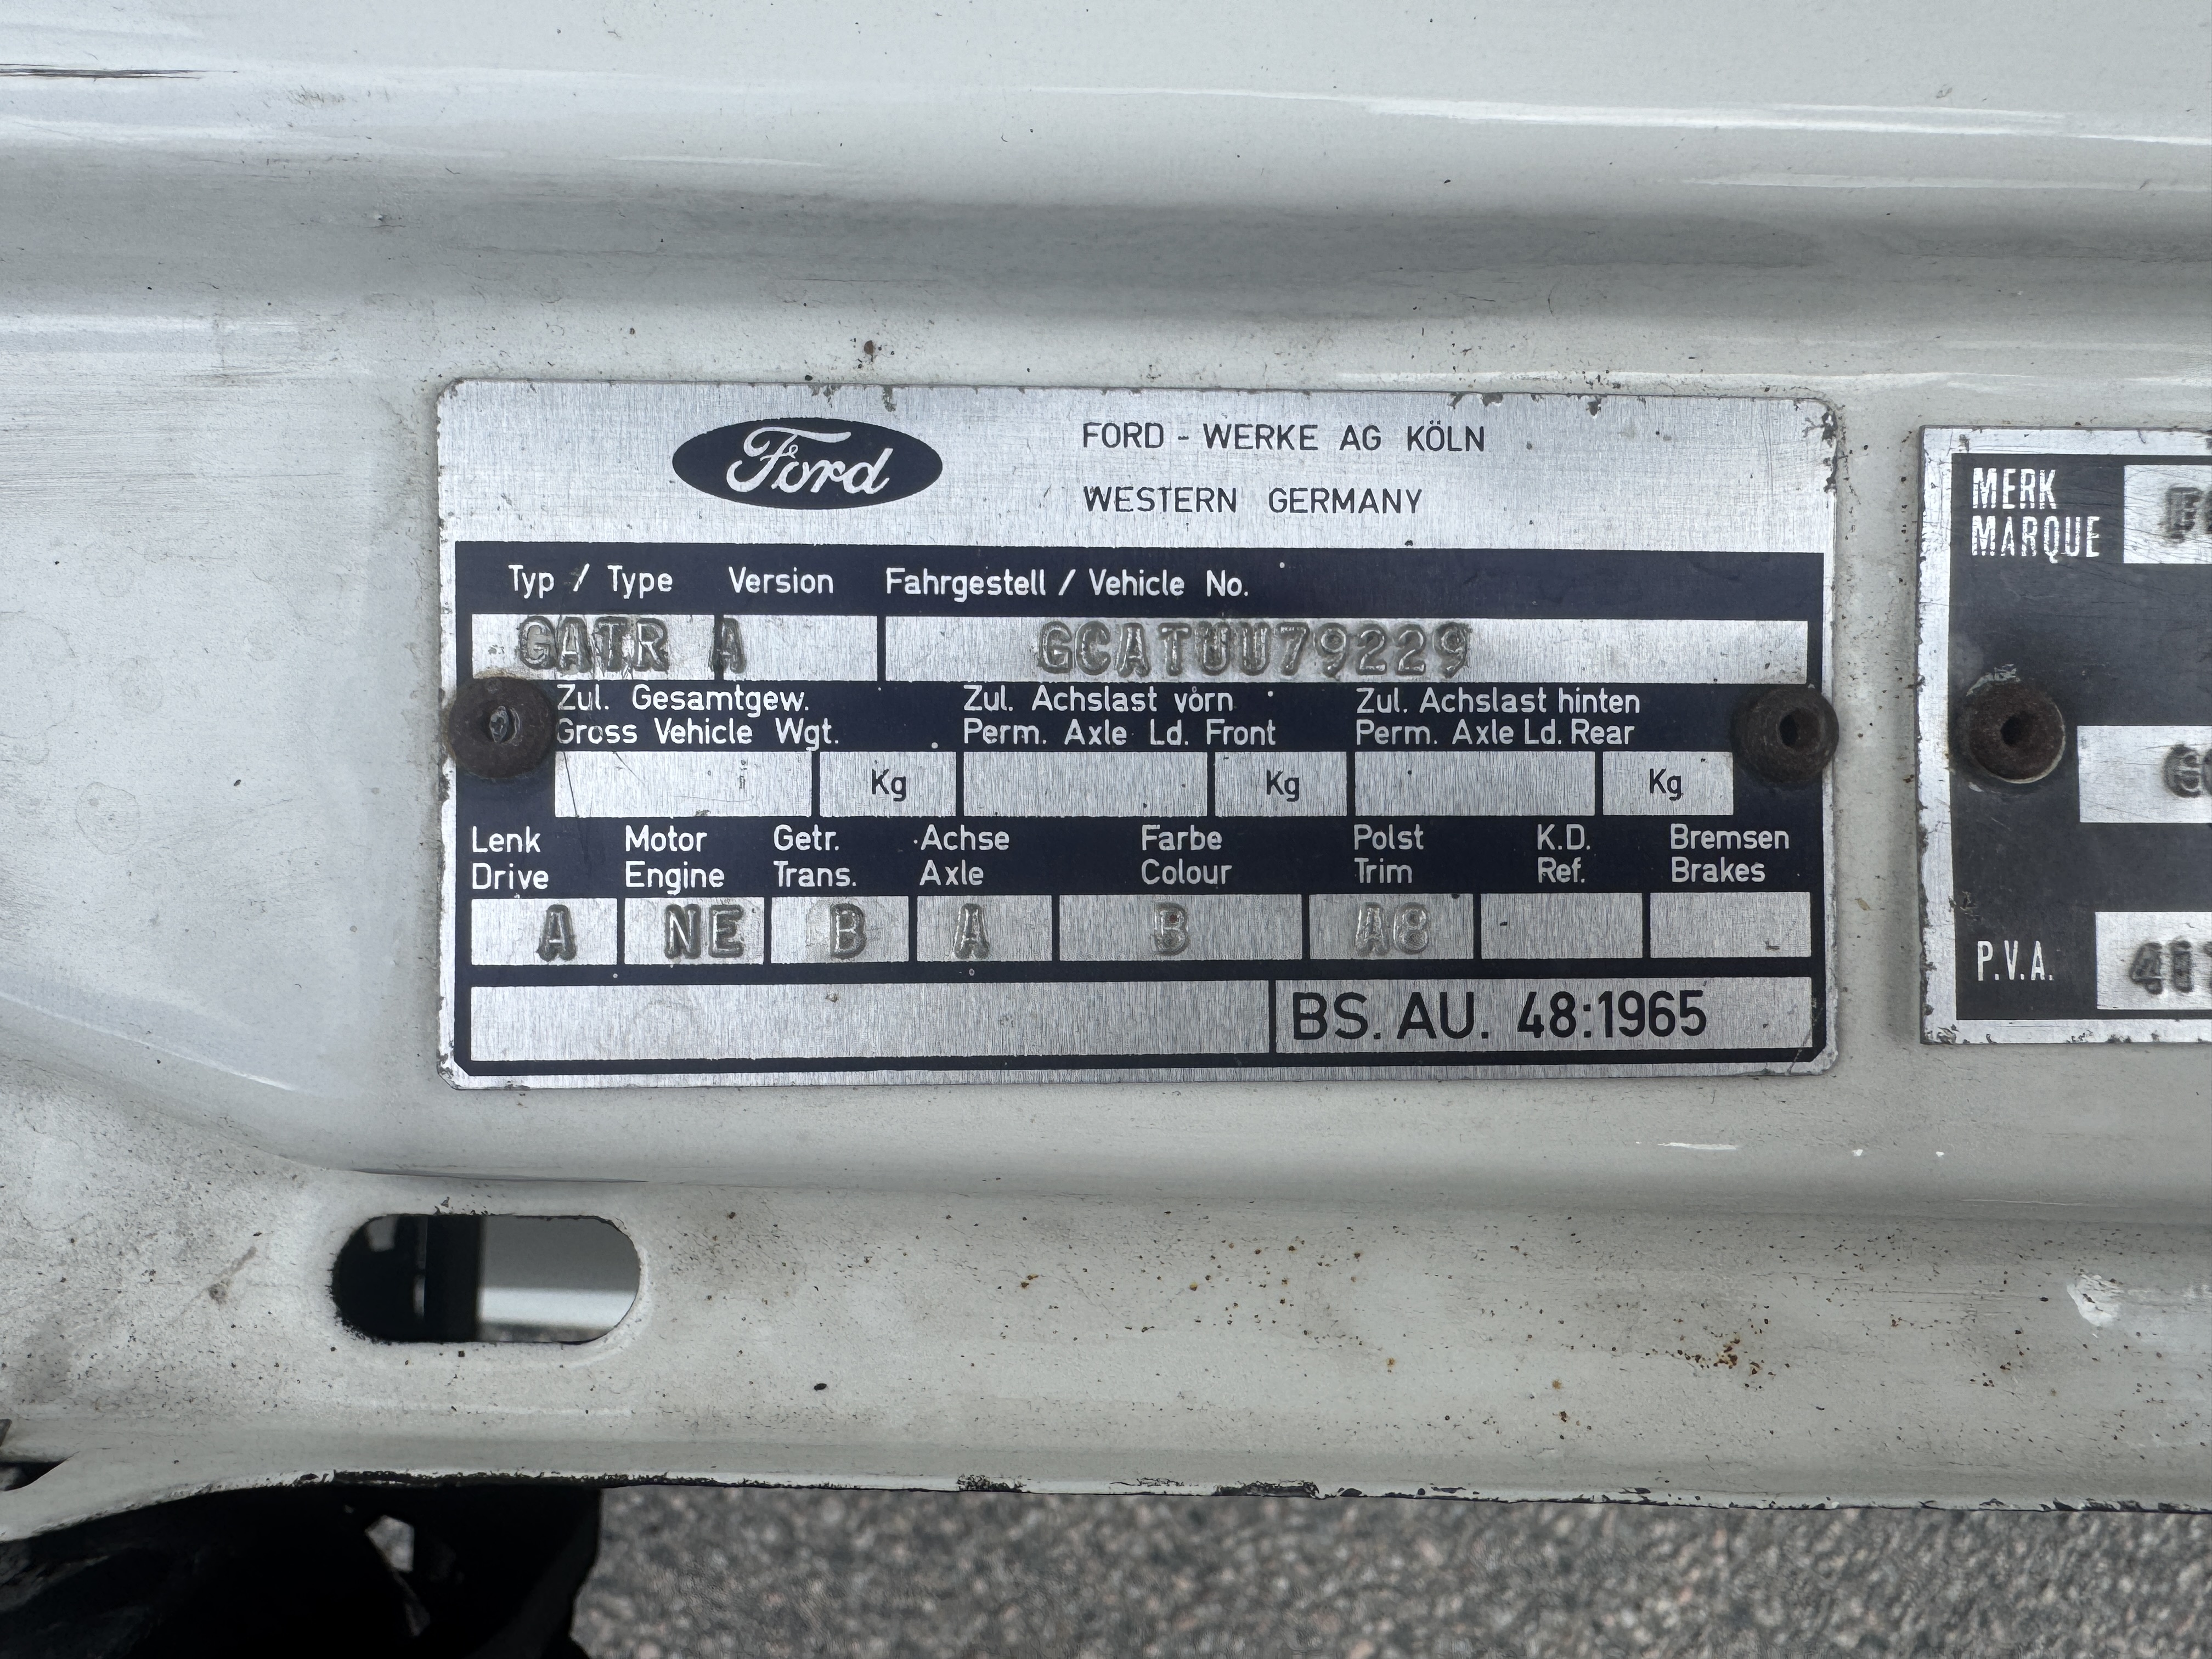 Ford
FORD - WERKE AG KÖLN
WESTERN GERMANY
Typ / Type Version Fahrgestell / Vehicle No.
GATR A GCATUU79229
Zul. Gesamtgew. Zul. Achslast vorn Zul. Achslast hinten
Gross Vehicle Wgt. Perm. Axle Ld. Front Perm. Axle Ld. Rear
Kg Kg Kg
Lenk Motor Getr. Achse Farbe Polst K.D. Bremsen
Drive Engine Trans. Axle Colour Trim Ref. Brakes
A NE B A B A8
BS. AU. 48:1965
MERK
MARQUE
P.V.A.